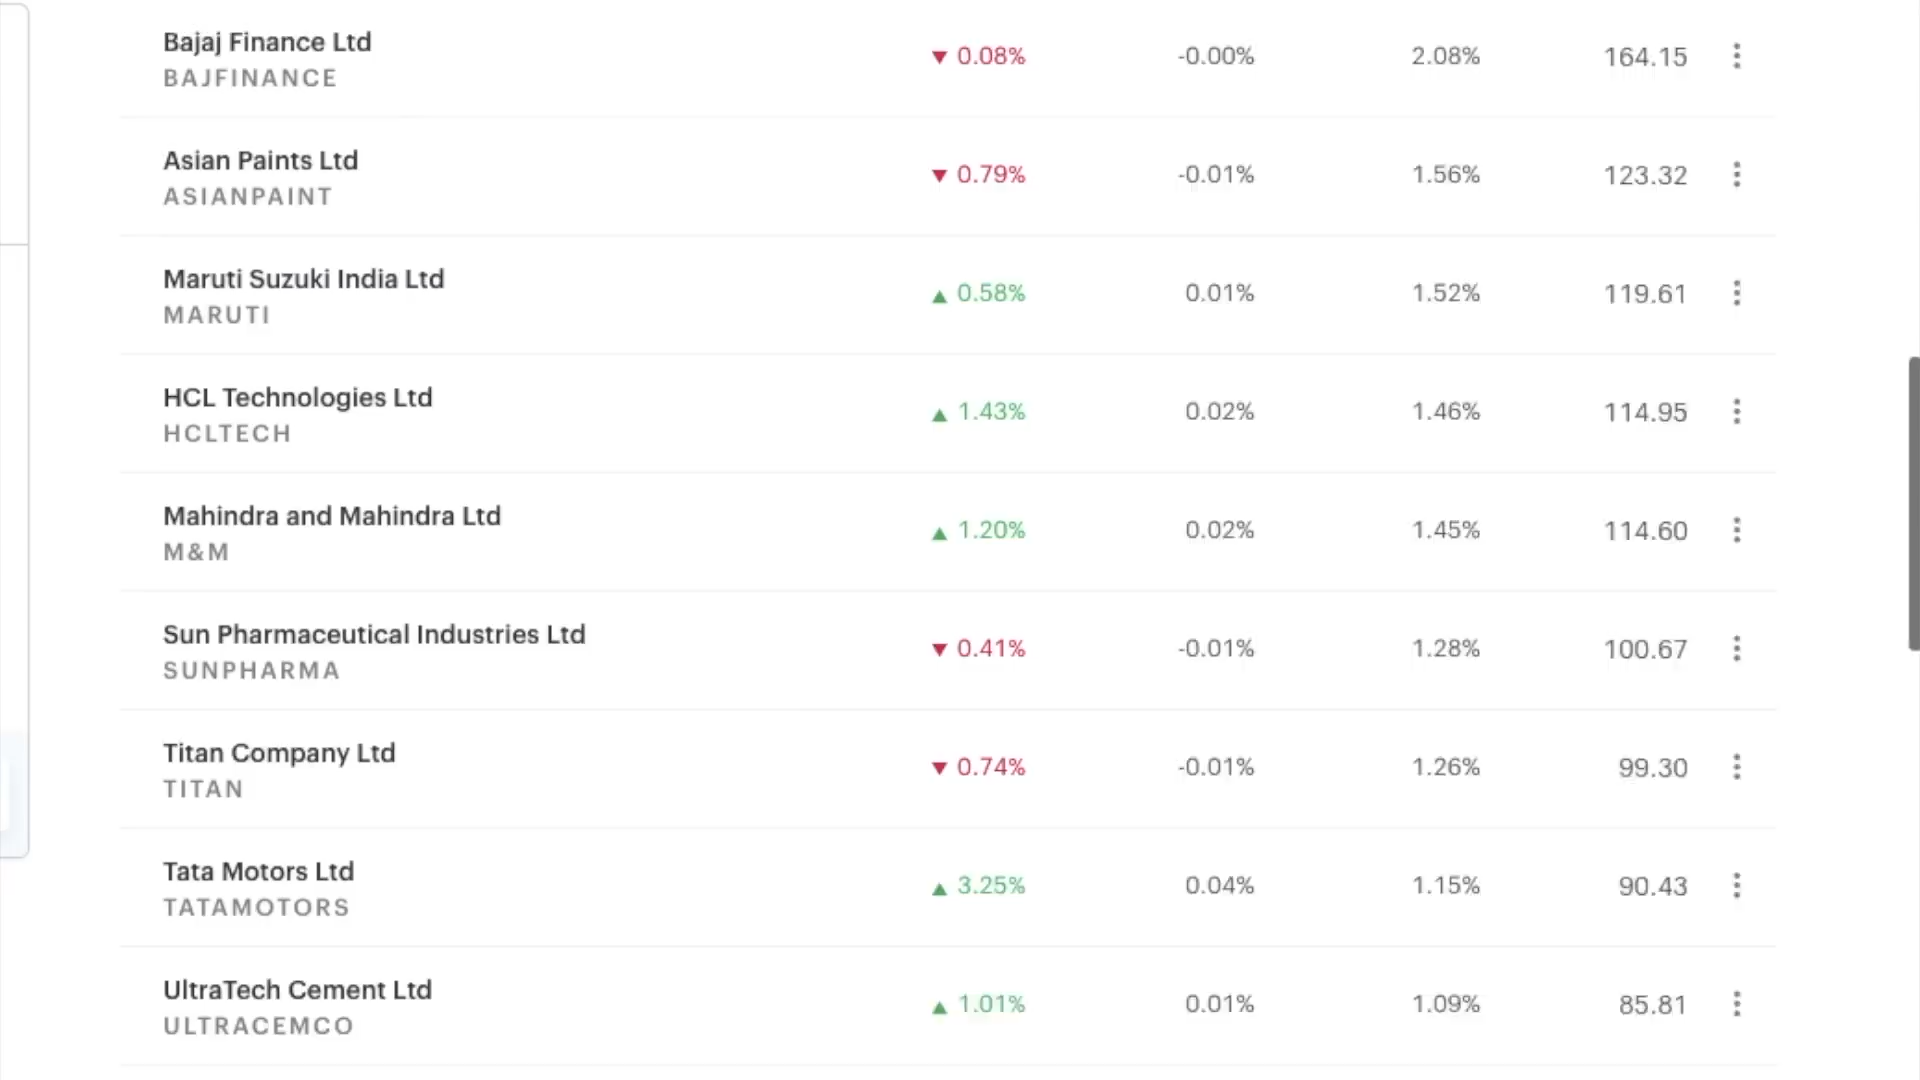 Bajaj Finance Ltd
BAJFINANCE
▼ 0.08% -0.00% 2.08% 164.15
Asian Paints Ltd
ASIANPAINT
▼ 0.79% -0.01% 1.56% 123.32
Maruti Suzuki India Ltd
MARUTI
▲ 0.58% 0.01% 1.52% 119.61
HCL Technologies Ltd
HCLTECH
▲ 1.43% 0.02% 1.46% 114.95
Mahindra and Mahindra Ltd
M&M
▲ 1.20% 0.02% 1.45% 114.60
Sun Pharmaceutical Industries Ltd
SUNPHARMA
▼ 0.41% -0.01% 1.28% 100.67
Titan Company Ltd
TITAN
▼ 0.74% -0.01% 1.26% 99.30
Tata Motors Ltd
TATAMOTORS
▲ 3.25% 0.04% 1.15% 90.43
UltraTech Cement Ltd
ULTRACEMCO
▲ 1.01% 0.01% 1.09% 85.81